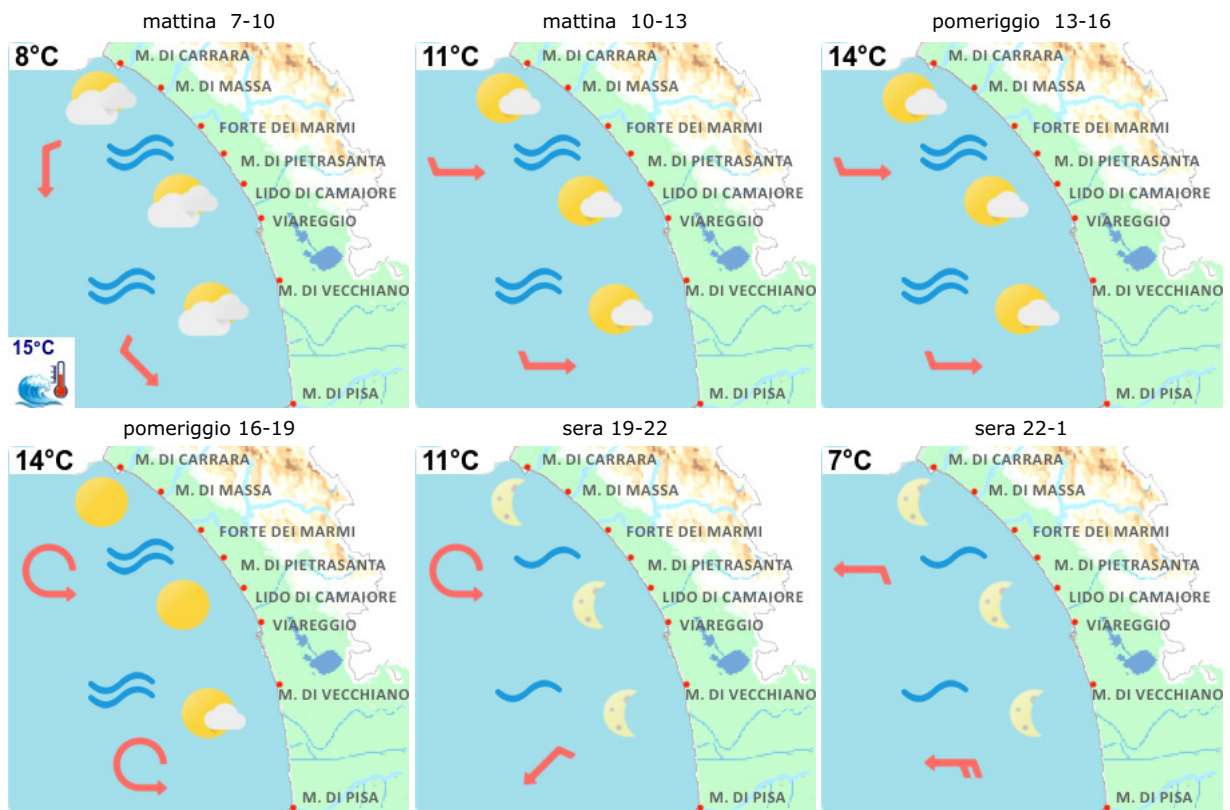 mattina 7-10
8°C
M. DI CARRARA
M. DI MASSA
FORTE DEI MARMI
M. DI PIETRASANTA
LIDO DI CAMAIORE
VIAREGGIO
M. DI VECCHIANO
15°C
M. DI PISA
mattina 10-13
11°C
M. DI CARRARA
M. DI MASSA
FORTE DEI MARMI
M. DI PIETRASANTA
LIDO DI CAMAIORE
VIAREGGIO
M. DI VECCHIANO
M. DI PISA
pomeriggio 13-16
14°C
M. DI CARRARA
M. DI MASSA
FORTE DEI MARMI
M. DI PIETRASANTA
LIDO DI CAMAIORE
VIAREGGIO
M. DI VECCHIANO
M. DI PISA
pomeriggio 16-19
14°C
M. DI CARRARA
M. DI MASSA
FORTE DEI MARMI
M. DI PIETRASANTA
LIDO DI CAMAIORE
VIAREGGIO
M. DI VECCHIANO
M. DI PISA
sera 19-22
11°C
M. DI CARRARA
M. DI MASSA
FORTE DEI MARMI
M. DI PIETRASANTA
LIDO DI CAMAIORE
VIAREGGIO
M. DI VECCHIANO
M. DI PISA
sera 22-1
7°C
M. DI CARRARA
M. DI MASSA
FORTE DEI MARMI
M. DI PIETRASANTA
LIDO DI CAMAIORE
VIAREGGIO
M. DI VECCHIANO
M. DI PISA